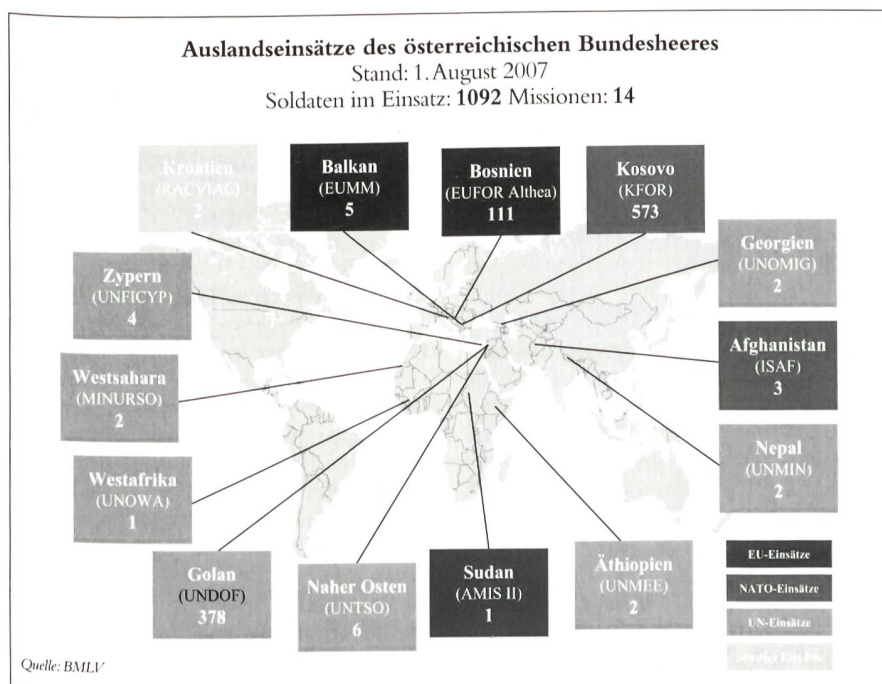 Auslandseinsätze des österreichischen Bundesheeres
Stand: 1. August 2007
Soldaten im Einsatz: 1092 Missionen: 14
Kroatien
(RACVIAC)
2
Balkan
(EUMM)
5
Bosnien
(EUFOR Althea)
111
Kosovo
(KFOR)
573
Georgien
(UNOMIG)
2
Zypern
(UNFICYP)
4
Afghanistan
(ISAF)
3
Westsahara
(MINURSO)
2
Nepal
(UNMIN)
2
Westafrika
(UNOWA)
1
Golan
(UNDOF)
378
Naher Osten
(UNTSO)
6
Sudan
(AMIS II)
1
Äthiopien
(UNMEE)
2
EU-Einsätze
NATO-Einsätze
UN-Einsätze
Sonstige
Quelle: BMLV